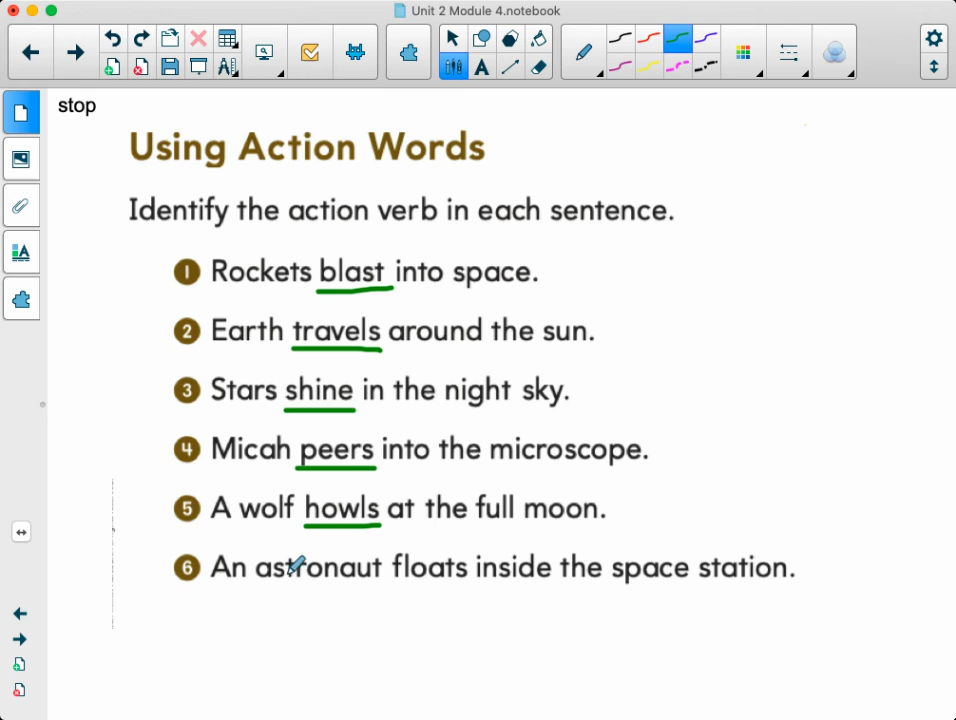 Unit 2 Module 4.notebook
stop
Using Action Words
Identify the action verb in each sentence.
1 Rockets blast into space.
2 Earth travels around the sun.
3 Stars shine in the night sky.
4 Micah peers into the microscope.
5 A wolf howls at the full moon.
6 An astronaut floats inside the space station.